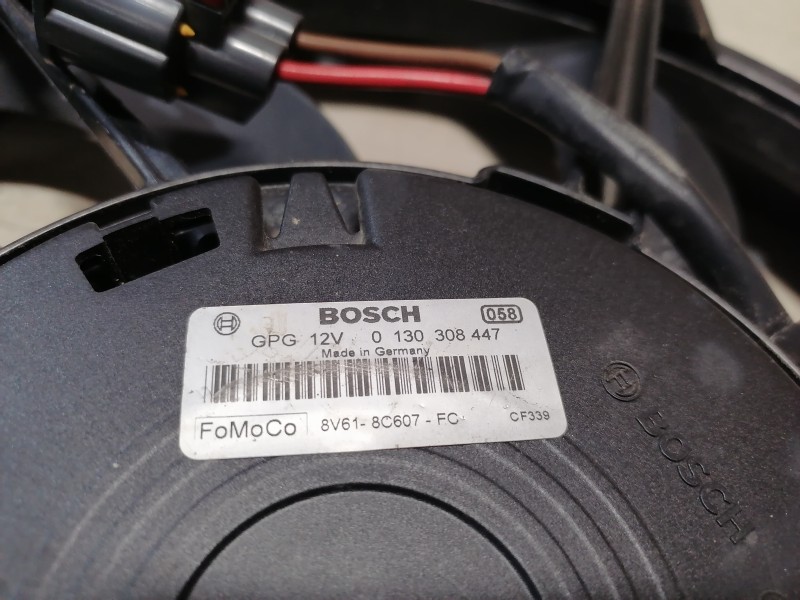 BOSCH 058
GPG 12V 0 130 308 447
Made in Germany
FoMoCo 8V61- 8C607 - FC CF339
BOSCH